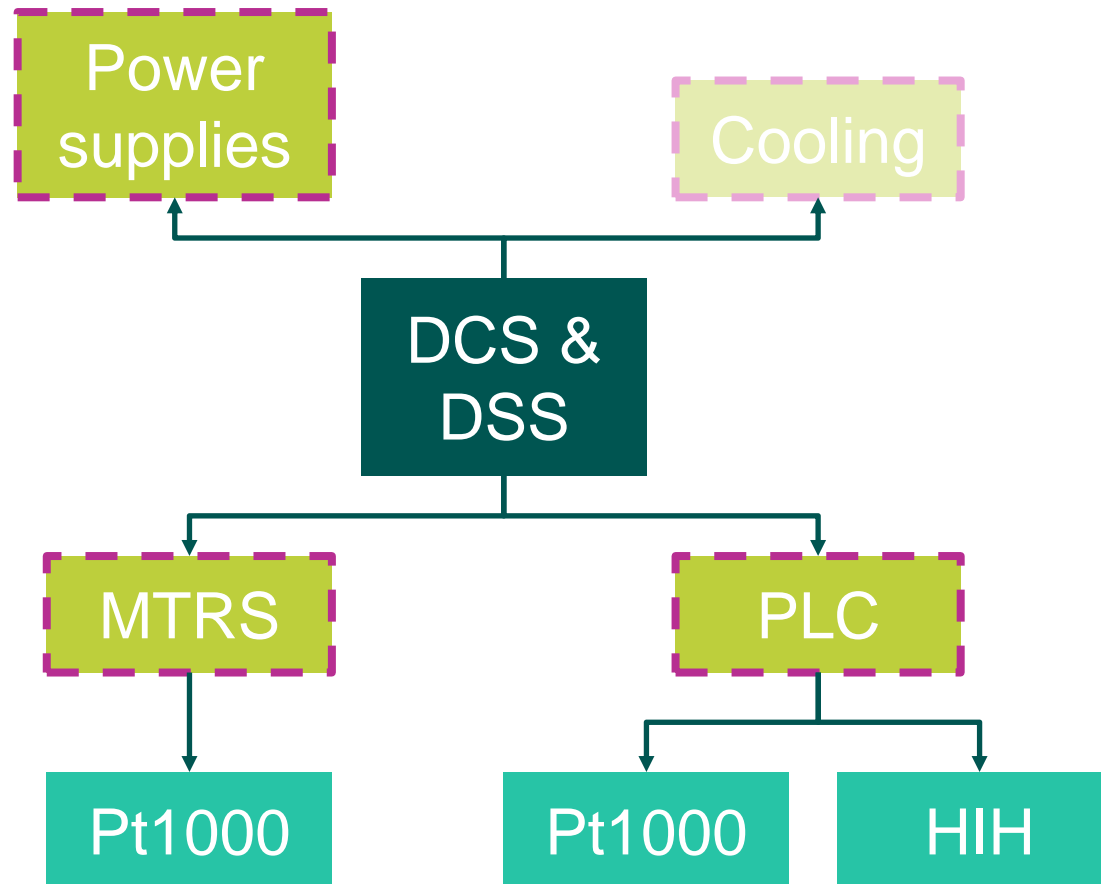 Power
supplies
Cooling
DCS &
DSS
MTRS
PLC
Pt1000
Pt1000
HIH